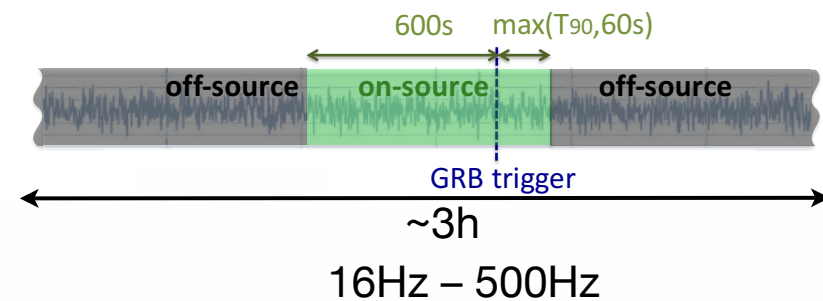 600s max(T90,60s)
off-source on-source off-source
GRB trigger
~3h
16Hz – 500Hz